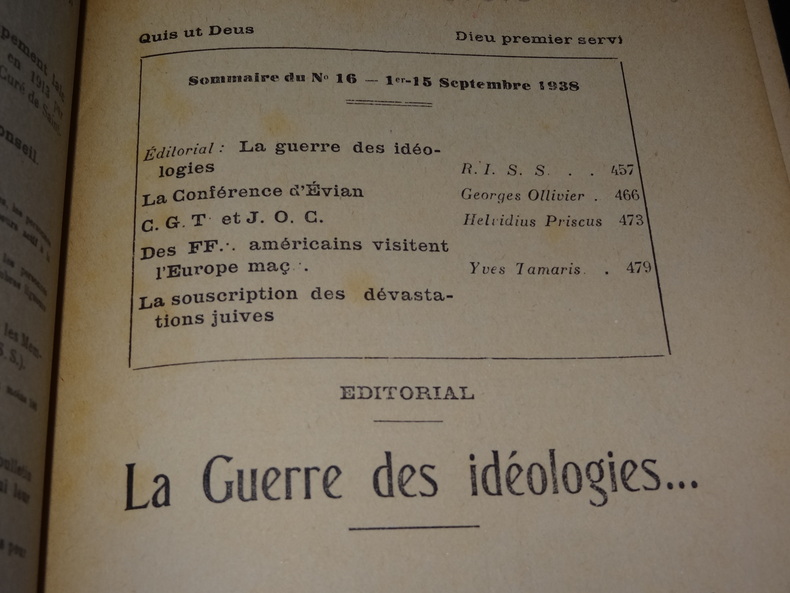 Quis ut Deus
Dieu premier servi
Sommaire du Nº 16 — 1er-15 Septembre 1938
Éditorial : La guerre des idéo-
logies R. I. S. S. . . 457
La Conférence d'Évian Georges Ollivier . 466
C. G. T et J. O. C. Helvidius Priscus 473
Des FF∴ américains visitent
l'Europe maç∴ Yves Tamaris . . 479
La souscription des dévasta-
tions juives
EDITORIAL
La Guerre des idéologies...